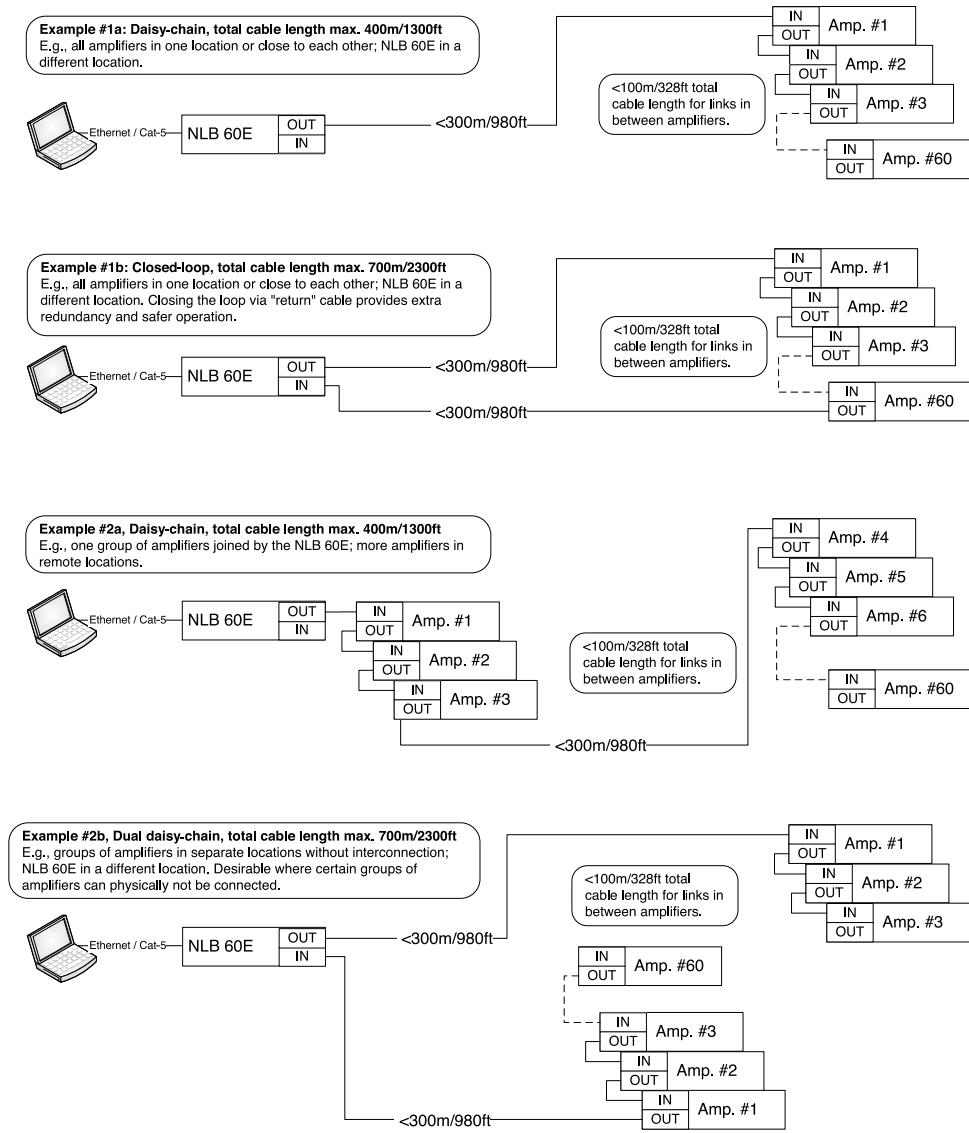 Example #1a: Daisy-chain, total cable length max. 400m/1300ft
E.g., all amplifiers in one location or close to each other; NLB 60E in a
different location.
Ethernet / Cat-5
NLB 60E
OUT
IN
<300m/980ft
<100m/328ft total
cable length for links in
between amplifiers.
IN
OUT
Amp. #1
IN
OUT
Amp. #2
IN
OUT
Amp. #3
IN
OUT
Amp. #60
Example #1b: Closed-loop, total cable length max. 700m/2300ft
E.g., all amplifiers in one location or close to each other; NLB 60E in a
different location. Closing the loop via "return" cable provides extra
redundancy and safer operation.
Ethernet / Cat-5
NLB 60E
OUT
IN
<300m/980ft
<300m/980ft
<100m/328ft total
cable length for links in
between amplifiers.
IN
OUT
Amp. #1
IN
OUT
Amp. #2
IN
OUT
Amp. #3
IN
OUT
Amp. #60
Example #2a, Daisy-chain, total cable length max. 400m/1300ft
E.g., one group of amplifiers joined by the NLB 60E; more amplifiers in
remote locations.
Ethernet / Cat-5
NLB 60E
OUT
IN
IN
OUT
Amp. #1
IN
OUT
Amp. #2
IN
OUT
Amp. #3
<300m/980ft
<100m/328ft total
cable length for links in
between amplifiers.
IN
OUT
Amp. #4
IN
OUT
Amp. #5
IN
OUT
Amp. #6
IN
OUT
Amp. #60
Example #2b, Dual daisy-chain, total cable length max. 700m/2300ft
E.g., groups of amplifiers in separate locations without interconnection;
NLB 60E in a different location. Desirable where certain groups of
amplifiers can physically not be connected.
Ethernet / Cat-5
NLB 60E
OUT
IN
<300m/980ft
<100m/328ft total
cable length for links in
between amplifiers.
IN
OUT
Amp. #1
IN
OUT
Amp. #2
IN
OUT
Amp. #3
IN
OUT
Amp. #60
IN
OUT
Amp. #3
IN
OUT
Amp. #2
IN
OUT
Amp. #1
<300m/980ft